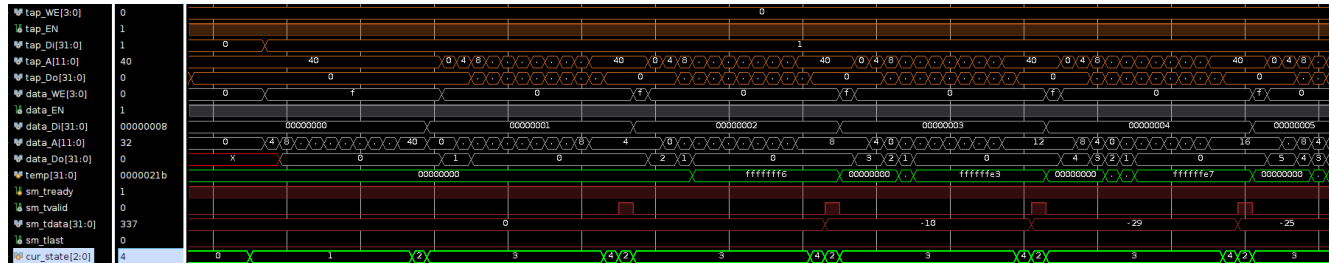 tap_WE[3:0] 0 0
tap_EN 1
tap_Di[31:0] 1 0 1
tap_A[11:0] 40 40 0 4 8 40 0 4 8 40 0 4 8 40 0 4 8 40 0 4 8
tap_Do[31:0] 0 0 0 0 0 0
data_WE[3:0] 0 0 f 0 f 0 f 0 f 0 f 0
data_EN 1
data_Di[31:0] 00000008 00000000 00000001 00000002 00000003 00000004 00000005
data_A[11:0] 32 0 4 8 40 0 8 4 0 8 4 0 12 8 4 0 16 8 4
data_Do[31:0] 0 X 0 1 0 2 1 0 3 2 1 0 4 3 2 1 0 5 4 3
temp[31:0] 0000021b 00000000 fffffff6 00000000 ffffffe3 00000000 ffffffe7 00000000
sm_tready 1
sm_tvalid 0
sm_tdata[31:0] 337 0 -10 -29 -25
sm_tlast 0
cur_state[2:0] 4 0 1 2 3 4 2 3 4 2 3 4 2 3 4 2 3